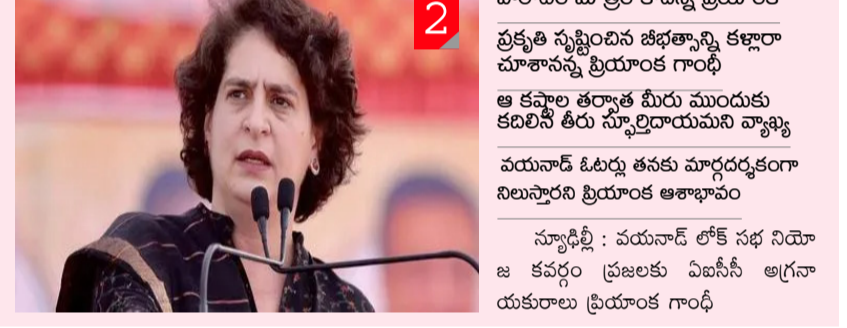 2
ప్రకృతి సృష్టించిన బీభత్సాన్ని కళ్లారా
చూశానన్న ప్రియాంక గాంధీ
ఆ కష్టాల తర్వాత మీరు ముందుకు
కదిలిన తీరు స్ఫూర్తిదాయమని వ్యాఖ్య
వయనాడ్ ఓటర్లు తనకు మార్గదర్శకంగా
నిలుస్తారని ప్రియాంక ఆశాభావం
న్యూఢిల్లీ : వయనాడ్ లోక్ సభ నియో
జ కవర్గం ప్రజలకు ఏఐసీసీ అగ్రనా
యకురాలు ప్రియాంక గాంధీ